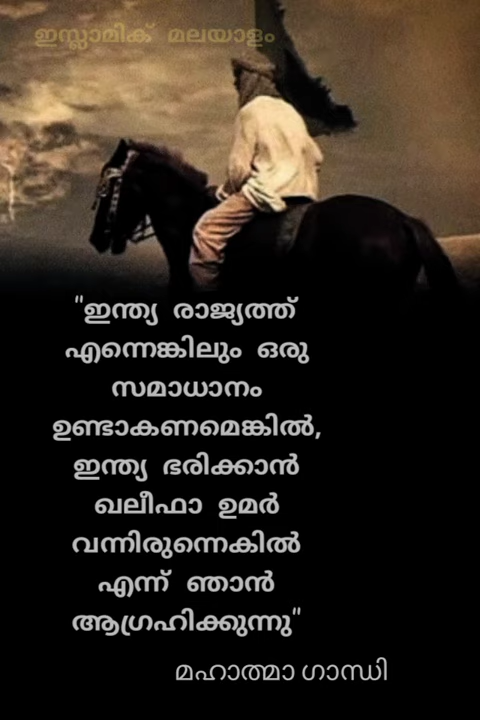 ഇസ്ലാമിക് മലയാളം
"ഇന്ത്യ രാജ്യത്ത്
എന്നെങ്കിലും ഒരു
സമാധാനം
ഉണ്ടാകണമെങ്കിൽ,
ഇന്ത്യ ഭരിക്കാൻ
ഖലീഫാ ഉമർ
വന്നിരുന്നെകിൽ
എന്ന് ഞാൻ
ആഗ്രഹിക്കുന്നു"
മഹാത്മാ ഗാന്ധി